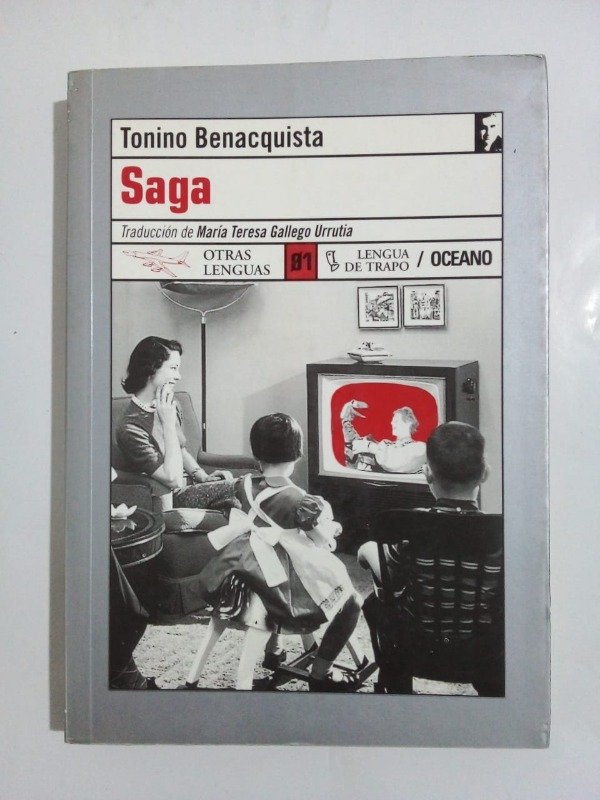 Tonino Benacquista
Saga
Traducción de María Teresa Gallego Urrutia
OTRAS LENGUAS
01
LENGUA DE TRAPO / OCEANO